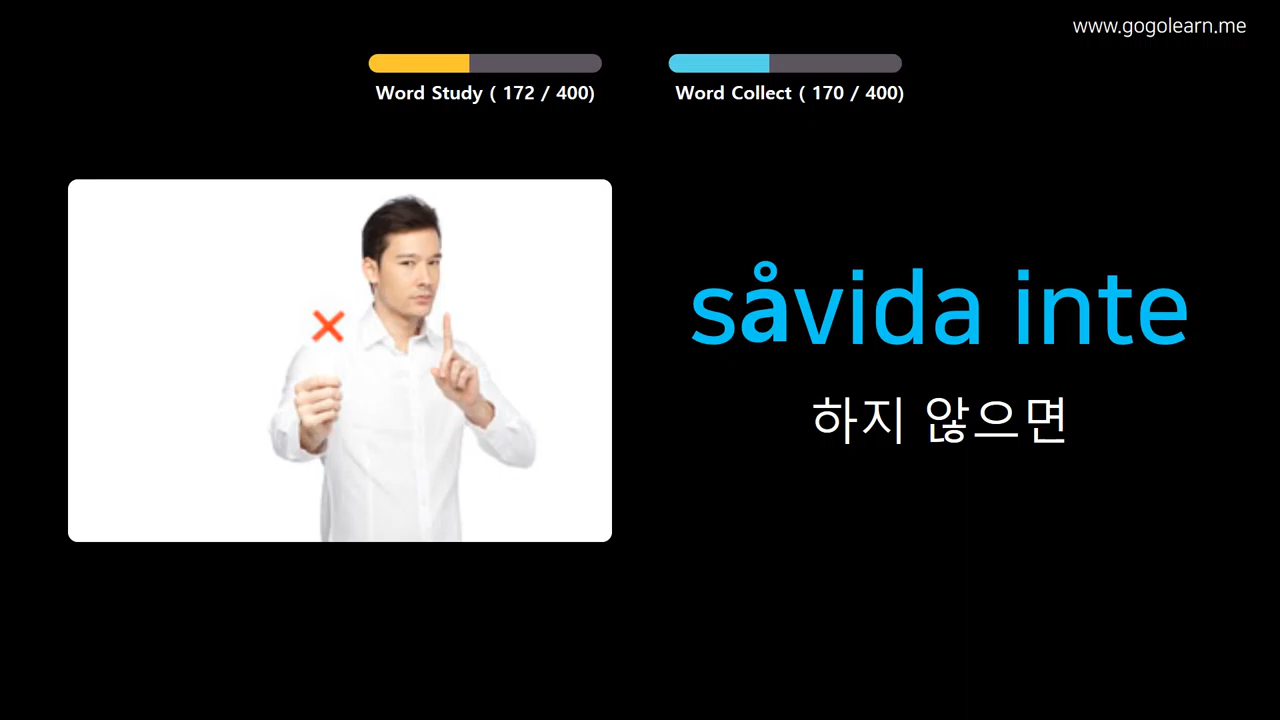 www.gogolearn.me
Word Study ( 172 / 400)
Word Collect ( 170 / 400)
såvida inte
하지 않으면